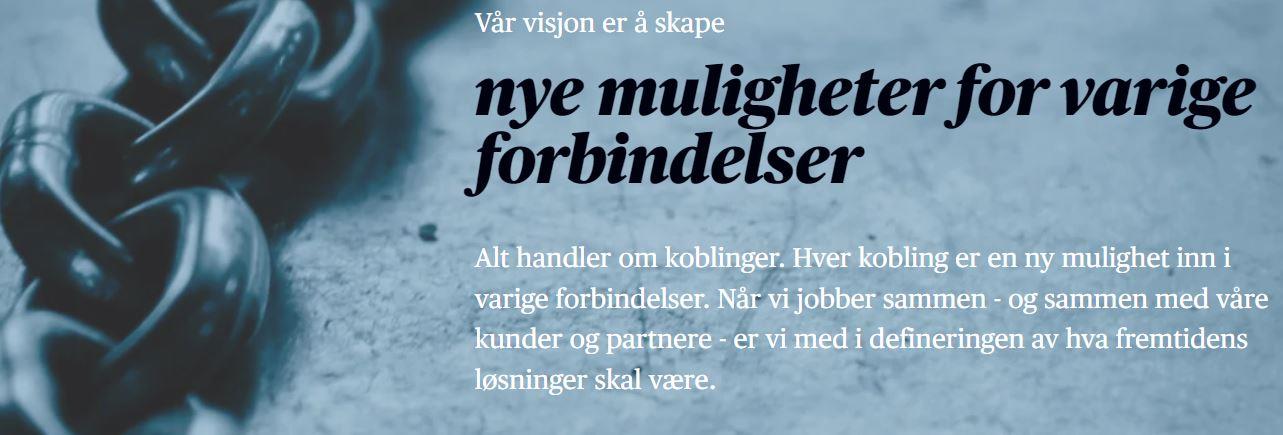 Vår visjon er å skape
nye muligheter for varige
forbindelser
Alt handler om koblinger. Hver kobling er en ny mulighet inn i
varige forbindelser. Når vi jobber sammen - og sammen med våre
kunder og partnere - er vi med i defineringen av hva fremtidens
løsninger skal være.